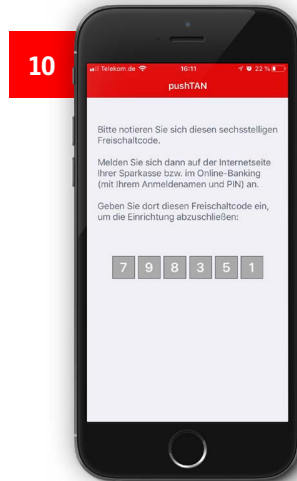 10
Telekom.de 16:11 22 %
pushTAN
Bitte notieren Sie sich diesen sechsstelligen
Freischaltcode.
Melden Sie sich dann auf der Internetseite
Ihrer Sparkasse bzw. im Online-Banking
(mit Ihrem Anmeldenamen und PIN) an.
Geben Sie dort diesen Freischaltcode ein,
um die Einrichtung abzuschließen:
7 9 8 3 5 1